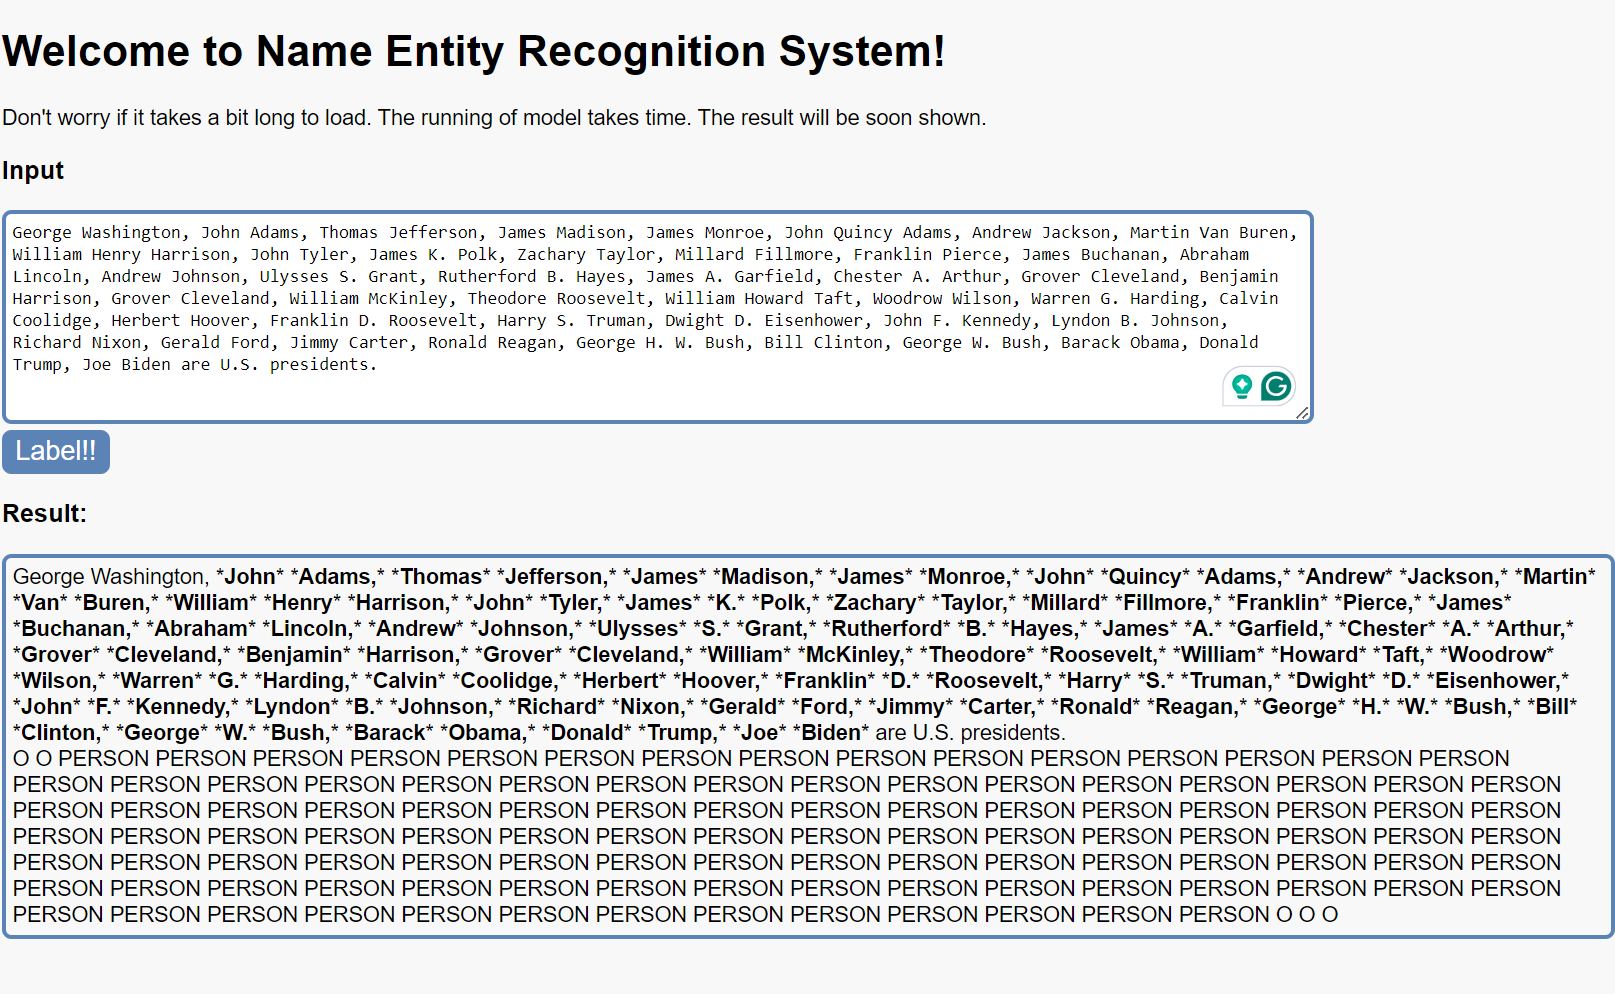 Welcome to Name Entity Recognition System!
Don't worry if it takes a bit long to load. The running of model takes time. The result will be soon shown.
Input
George Washington, John Adams, Thomas Jefferson, James Madison, James Monroe, John Quincy Adams, Andrew Jackson, Martin Van Buren,
William Henry Harrison, John Tyler, James K. Polk, Zachary Taylor, Millard Fillmore, Franklin Pierce, James Buchanan, Abraham
Lincoln, Andrew Johnson, Ulysses S. Grant, Rutherford B. Hayes, James A. Garfield, Chester A. Arthur, Grover Cleveland, Benjamin
Harrison, Grover Cleveland, William McKinley, Theodore Roosevelt, William Howard Taft, Woodrow Wilson, Warren G. Harding, Calvin
Coolidge, Herbert Hoover, Franklin D. Roosevelt, Harry S. Truman, Dwight D. Eisenhower, John F. Kennedy, Lyndon B. Johnson,
Richard Nixon, Gerald Ford, Jimmy Carter, Ronald Reagan, George H. W. Bush, Bill Clinton, George W. Bush, Barack Obama, Donald
Trump, Joe Biden are U.S. presidents.
Label!!
Result:
George Washington, *John* *Adams,* *Thomas* *Jefferson,* *James* *Madison,* *James* *Monroe,* *John* *Quincy* *Adams,* *Andrew* *Jackson,* *Martin*
*Van* *Buren,* *William* *Henry* *Harrison,* *John* *Tyler,* *James* *K.* *Polk,* *Zachary* *Taylor,* *Millard* *Fillmore,* *Franklin* *Pierce,* *James*
*Buchanan,* *Abraham* *Lincoln,* *Andrew* *Johnson,* *Ulysses* *S.* *Grant,* *Rutherford* *B.* *Hayes,* *James* *A.* *Garfield,* *Chester* *A.* *Arthur,*
*Grover* *Cleveland,* *Benjamin* *Harrison,* *Grover* *Cleveland,* *William* *McKinley,* *Theodore* *Roosevelt,* *William* *Howard* *Taft,* *Woodrow*
*Wilson,* *Warren* *G.* *Harding,* *Calvin* *Coolidge,* *Herbert* *Hoover,* *Franklin* *D.* *Roosevelt,* *Harry* *S.* *Truman,* *Dwight* *D.* *Eisenhower,*
*John* *F.* *Kennedy,* *Lyndon* *B.* *Johnson,* *Richard* *Nixon,* *Gerald* *Ford,* *Jimmy* *Carter,* *Ronald* *Reagan,* *George* *H.* *W.* *Bush,* *Bill*
*Clinton,* *George* *W.* *Bush,* *Barack* *Obama,* *Donald* *Trump,* *Joe* *Biden* are U.S. presidents.
O O PERSON PERSON PERSON PERSON PERSON PERSON PERSON PERSON PERSON PERSON PERSON PERSON PERSON PERSON PERSON
PERSON PERSON PERSON PERSON PERSON PERSON PERSON PERSON PERSON PERSON PERSON PERSON PERSON PERSON PERSON PERSON
PERSON PERSON PERSON PERSON PERSON PERSON PERSON PERSON PERSON PERSON PERSON PERSON PERSON PERSON PERSON PERSON
PERSON PERSON PERSON PERSON PERSON PERSON PERSON PERSON PERSON PERSON PERSON PERSON PERSON PERSON PERSON PERSON
PERSON PERSON PERSON PERSON PERSON PERSON PERSON PERSON PERSON PERSON PERSON PERSON PERSON PERSON PERSON PERSON
PERSON PERSON PERSON PERSON PERSON PERSON PERSON PERSON PERSON PERSON PERSON PERSON PERSON PERSON PERSON PERSON
PERSON PERSON PERSON PERSON PERSON PERSON PERSON PERSON PERSON PERSON PERSON PERSON PERSON O O O